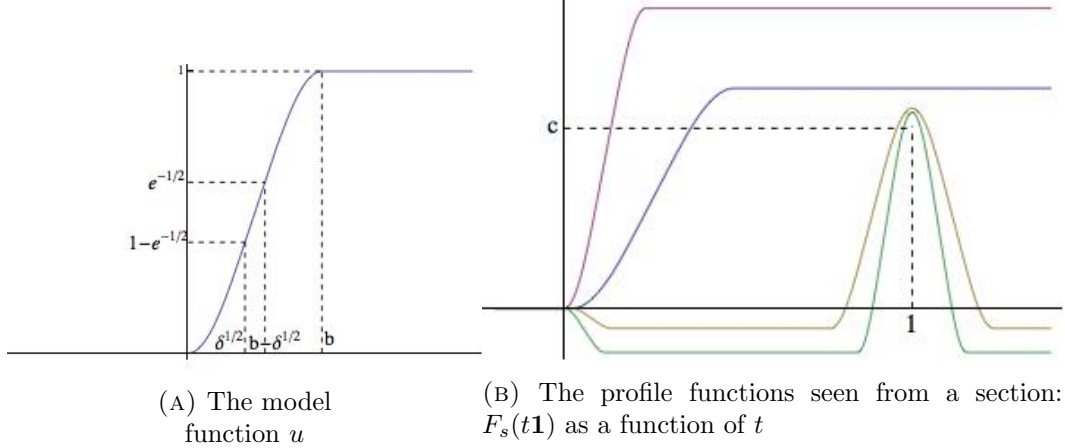 1
e^{-1/2}
1-e^{-1/2}
δ^{1/2} b-δ^{1/2} b
(A) The model
function u
c
1
(B) The profile functions seen from a section:
F_s(t1) as a function of t